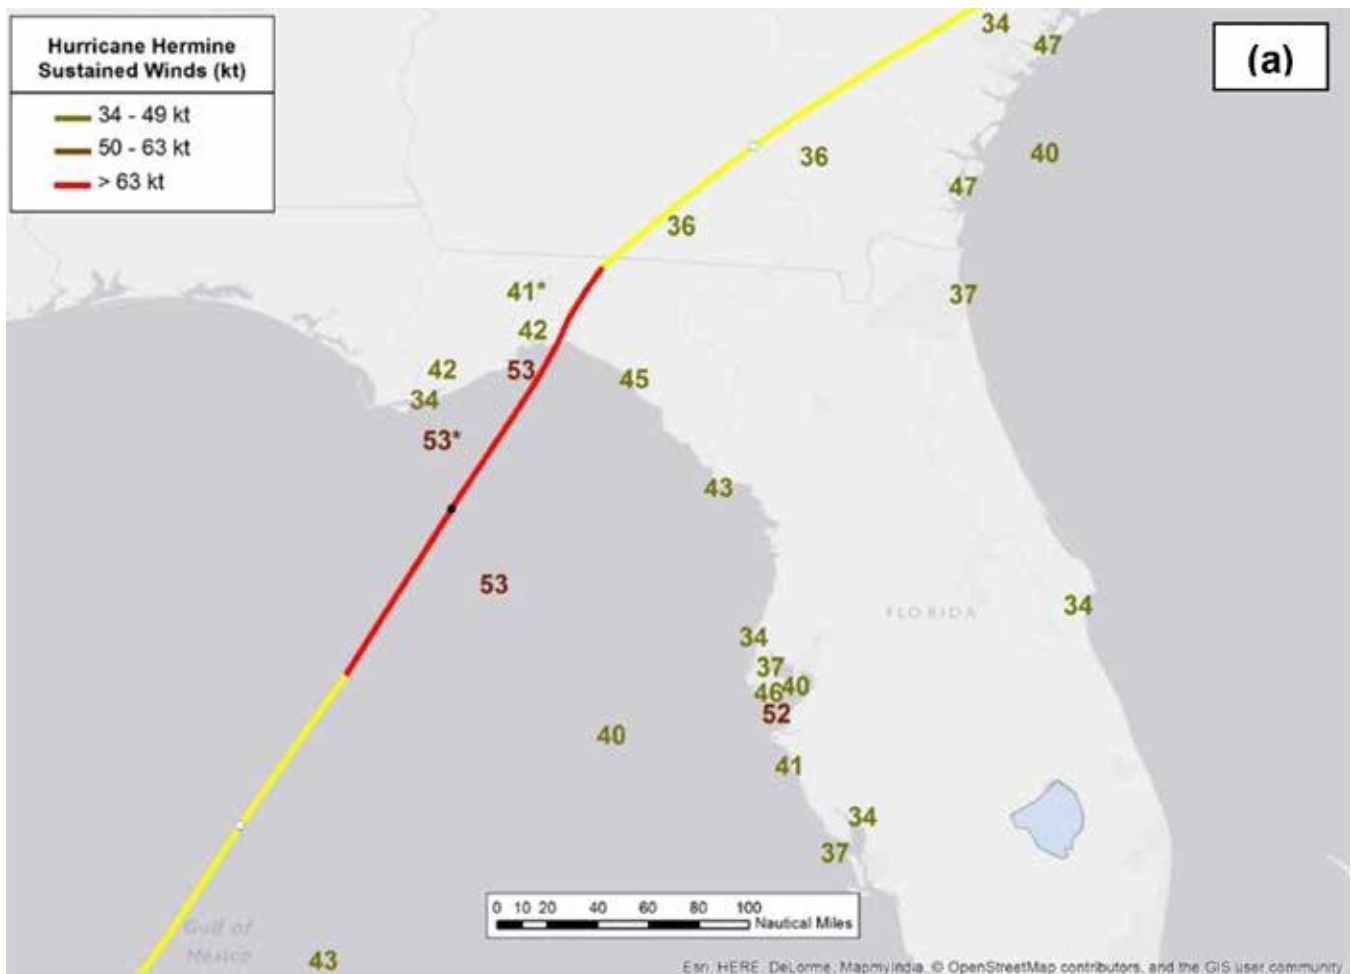 Hurricane Hermine
Sustained Winds (kt)
34 - 49 kt
50 - 63 kt
> 63 kt
(a)
34
47
36
40
47
36
41*
37
42
42
53
45
34
53*
43
53
34
FLORIDA
34
37
46
40
52
40
41
34
37
0 10 20 40 60 80 100
Nautical Miles
Gulf of
Mexico
43
Esri, HERE, DeLorme, MapmyIndia, © OpenStreetMap contributors, and the GIS user community